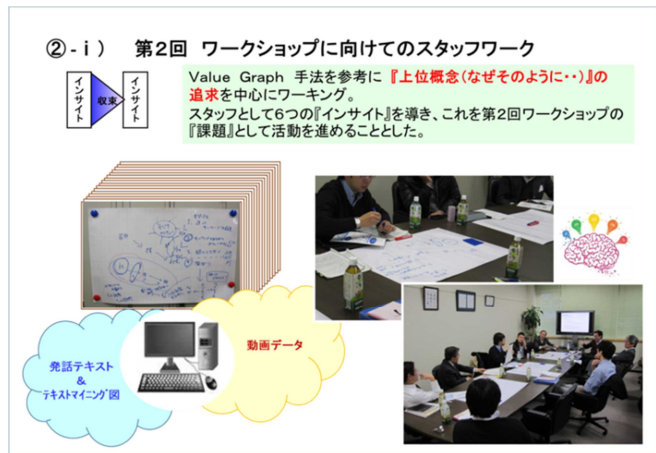 ②-ⅰ） 第2回 ワークショップに向けてのスタッフワーク
インサイト
収束
インサイト
Value Graph 手法を参考に 『上位概念(なぜそのように・・)』の
追求を中心にワーキング。
スタッフとして6つの『インサイト』を導き、これを第2回ワークショップの
『課題』として活動を進めることとした。
動画データ
発話テキスト
&
テキストマイニング図